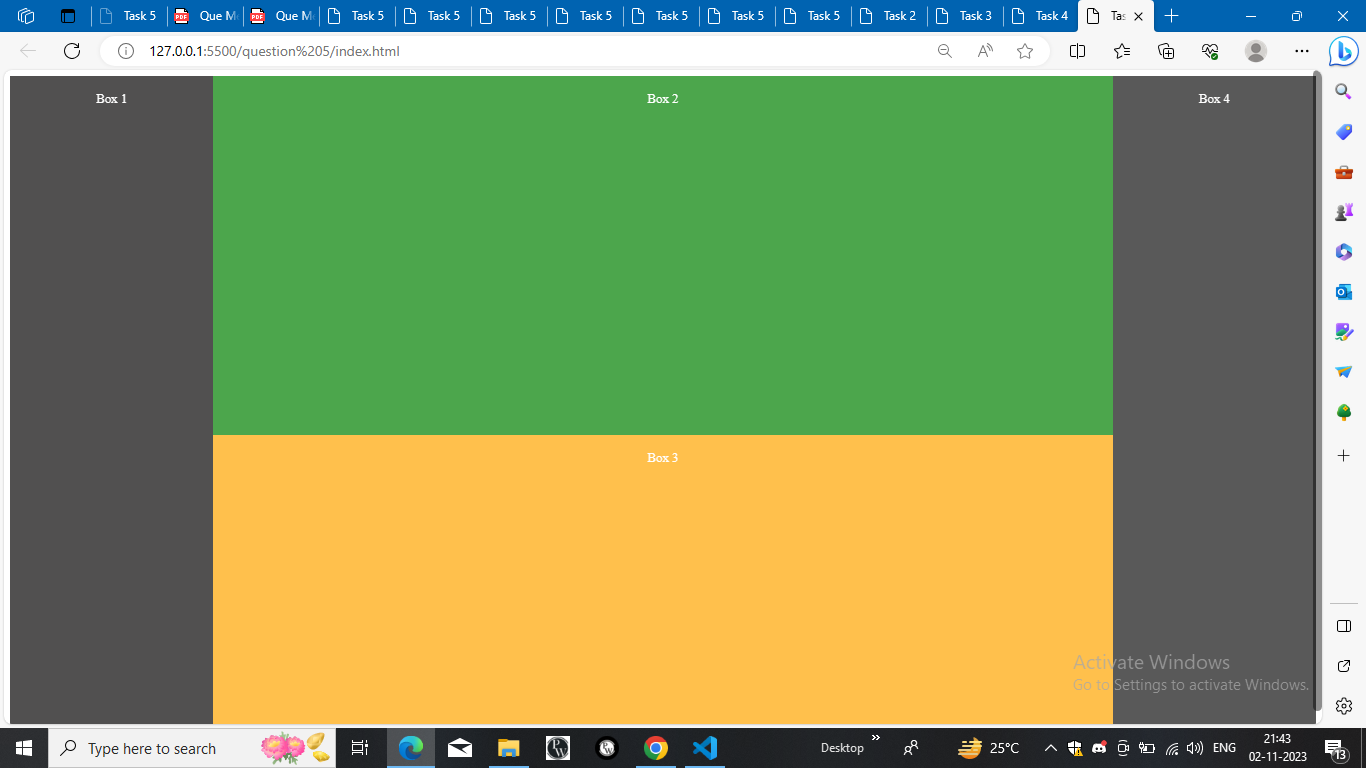 Task 5
Que Mo
Que Mo
Task 5
Task 5
Task 5
Task 5
Task 5
Task 5
Task 5
Task 2
Task 3
Task 4
Tas
127.0.0.1:5500/question%205/index.html
Box 1
Box 2
Box 4
Box 3
Activate Windows
Go to Settings to activate Windows.
Type here to search
Desktop
25°C
ENG
21:43
02-11-2023
13